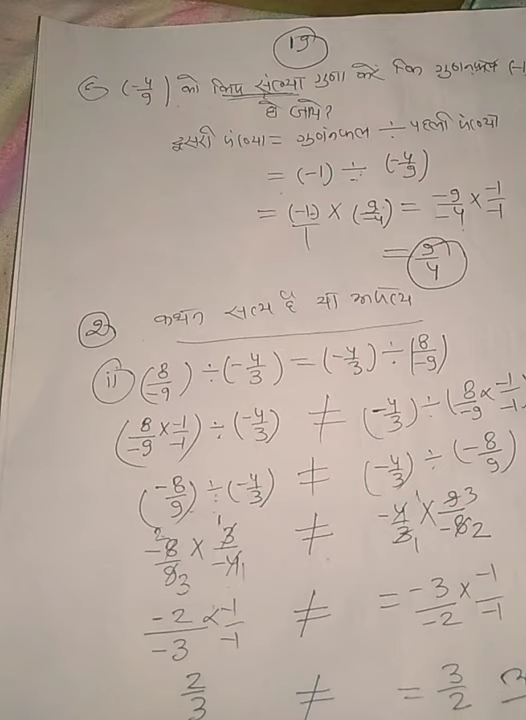 19
6 (-4/9) को किस संख्या गुणा करें कि गुणनफल (-1
हो जाये?
दूसरी संख्या = गुणनफल ÷ पहली संख्या
= (-1) ÷ (-4/9)
= (-1)/1 × (9/-4) = -9/-4 × -1/-1
= 9/4
2 कथन सत्य है या असत्य
ii) (8/-9) ÷ (-4/3) = (-4/3) ÷ (8/-9)
(8/-9 × -1/-1) ÷ (-4/3) ≠ (-4/3) ÷ (8/-9 × -1/-1)
(-8/9) ÷ (-4/3) ≠ (-4/3) ÷ (-8/9)
-8/9 × 3/-4 ≠ -4/3 × 9/-8
-2/-3 × -1/-1 ≠ = -3/-2 × -1/-1
2/3 ≠ = 3/2